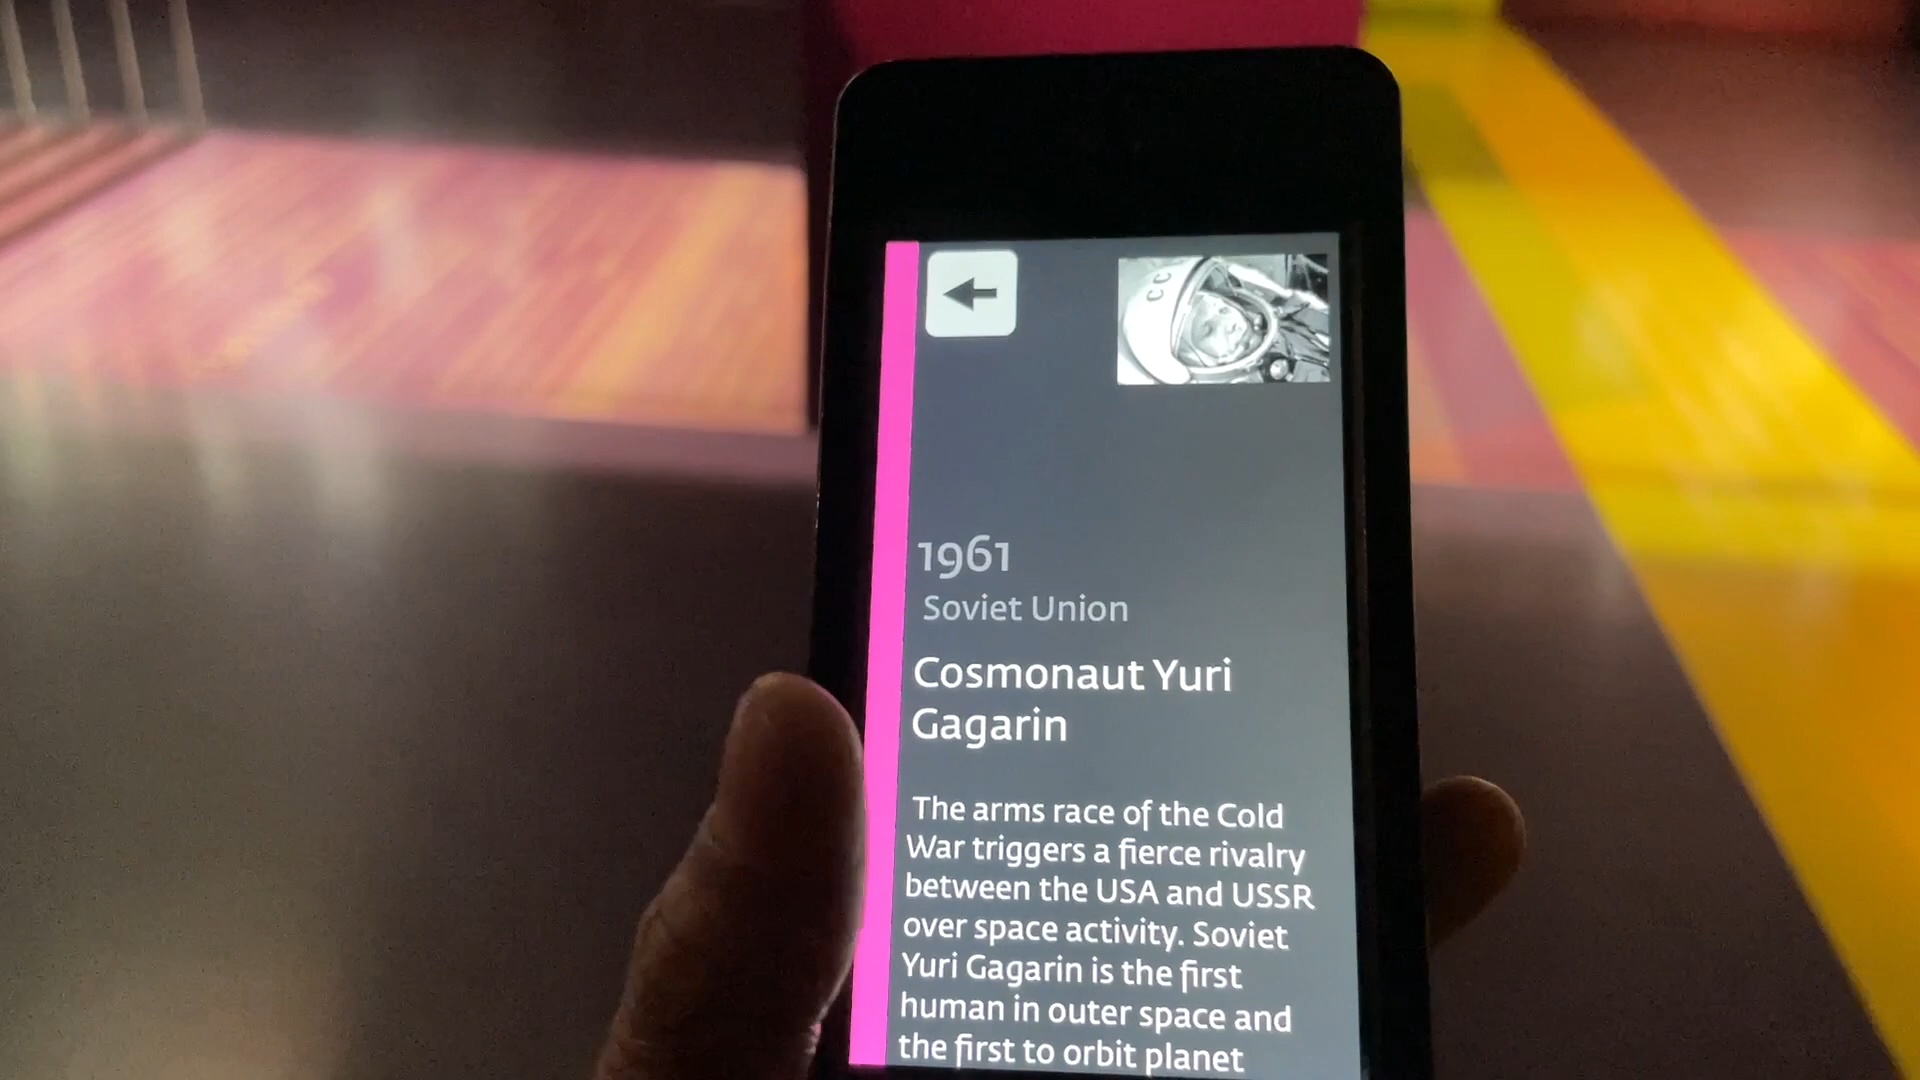 CC
1961
Soviet Union
Cosmonaut Yuri
Gagarin
The arms race of the Cold
War triggers a fierce rivalry
between the USA and USSR
over space activity. Soviet
Yuri Gagarin is the first
human in outer space and
the first to orbit planet